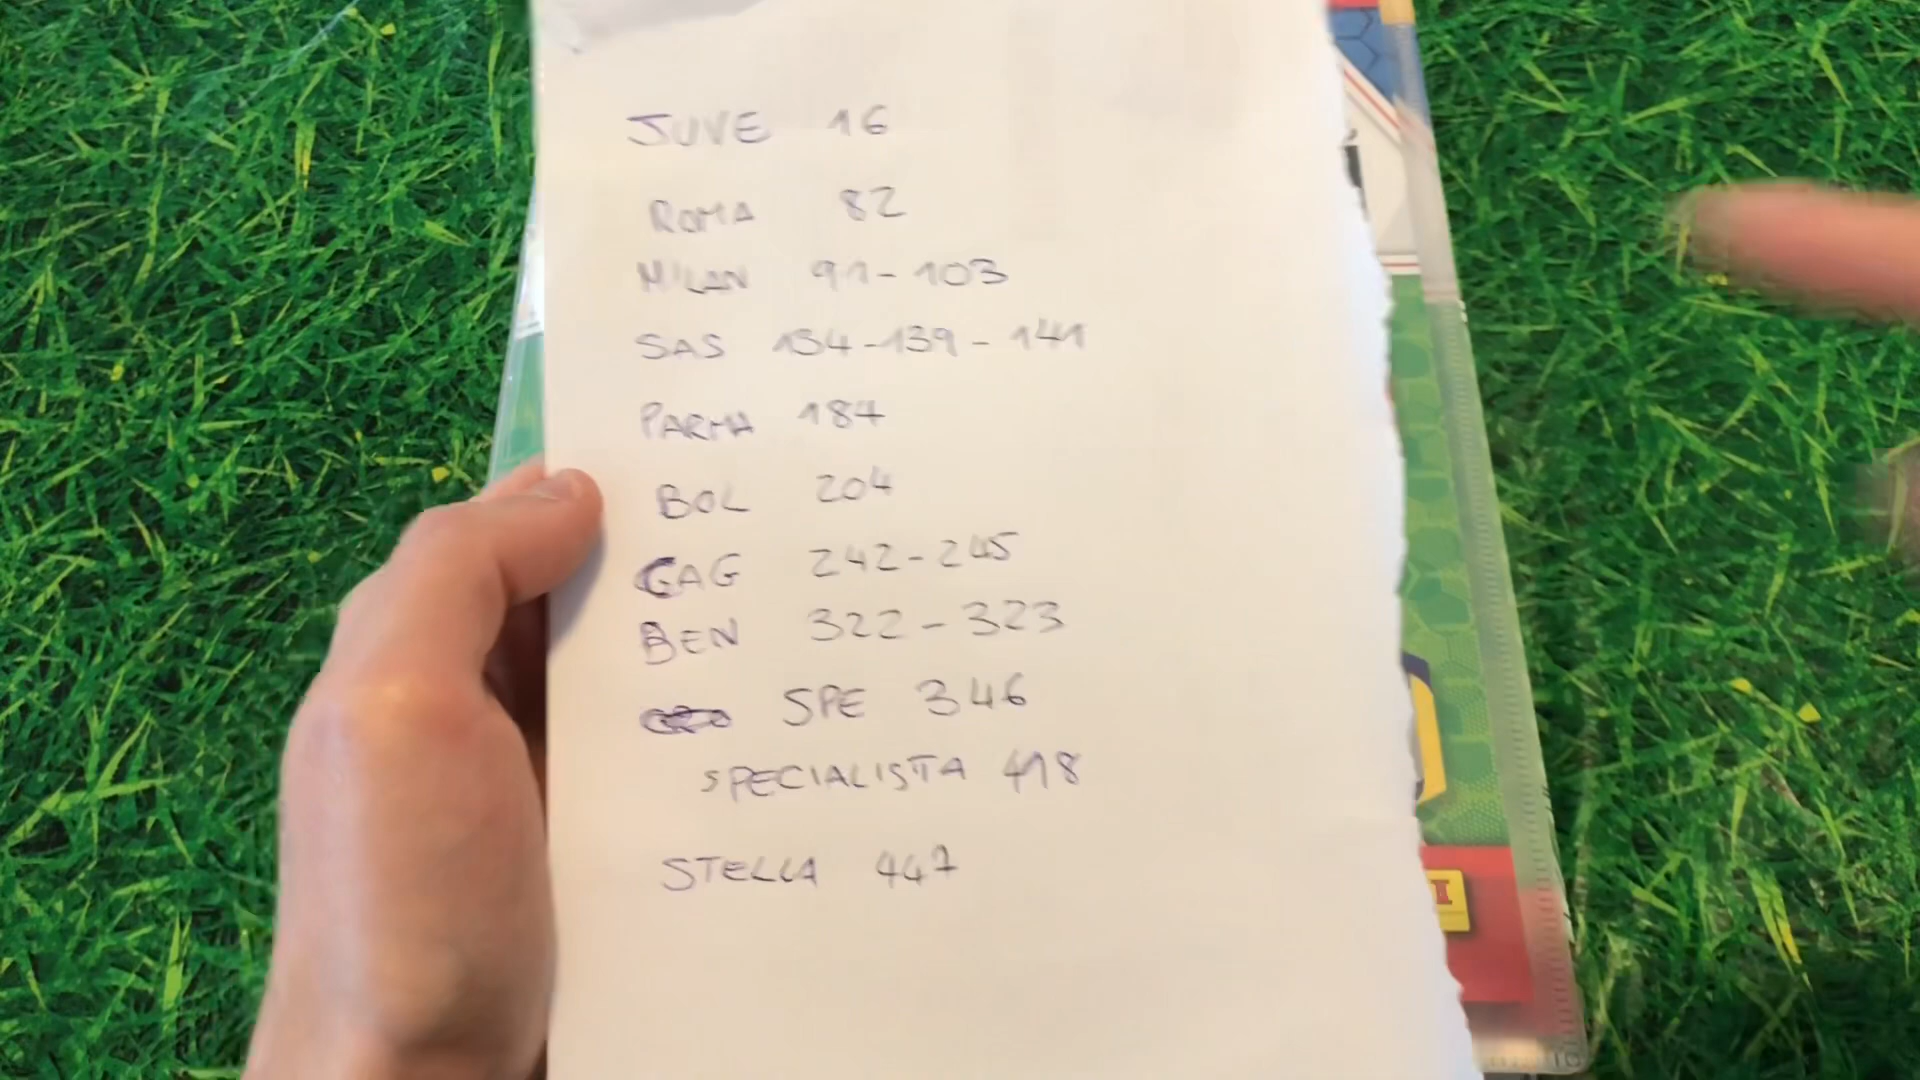 JUVE 16
ROMA 82
MILAN 91-103
SAS 134-139-141
PARMA 184
BOL 204
CAG 242-245
BEN 322-323
SPE 346
SPECIALISTA 418
STELLA 447